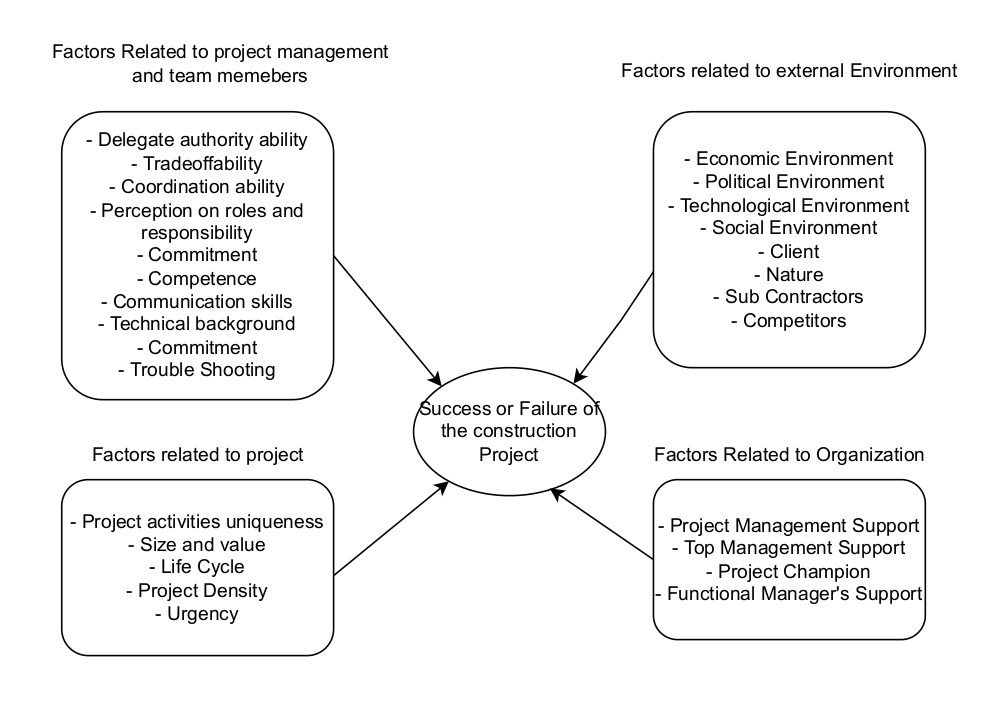 Factors Related to project management
and team memebers
- Delegate authority ability
- Tradeoffability
- Coordination ability
- Perception on roles and
responsibility
- Commitment
- Competence
- Communication skills
- Technical background
- Commitment
- Trouble Shooting
Factors related to external Environment
- Economic Environment
- Political Environment
- Technological Environment
- Social Environment
- Client
- Nature
- Sub Contractors
- Competitors
Success or Failure of
the construction
Project
Factors related to project
- Project activities uniqueness
- Size and value
- Life Cycle
- Project Density
- Urgency
Factors Related to Organization
- Project Management Support
- Top Management Support
- Project Champion
- Functional Manager's Support